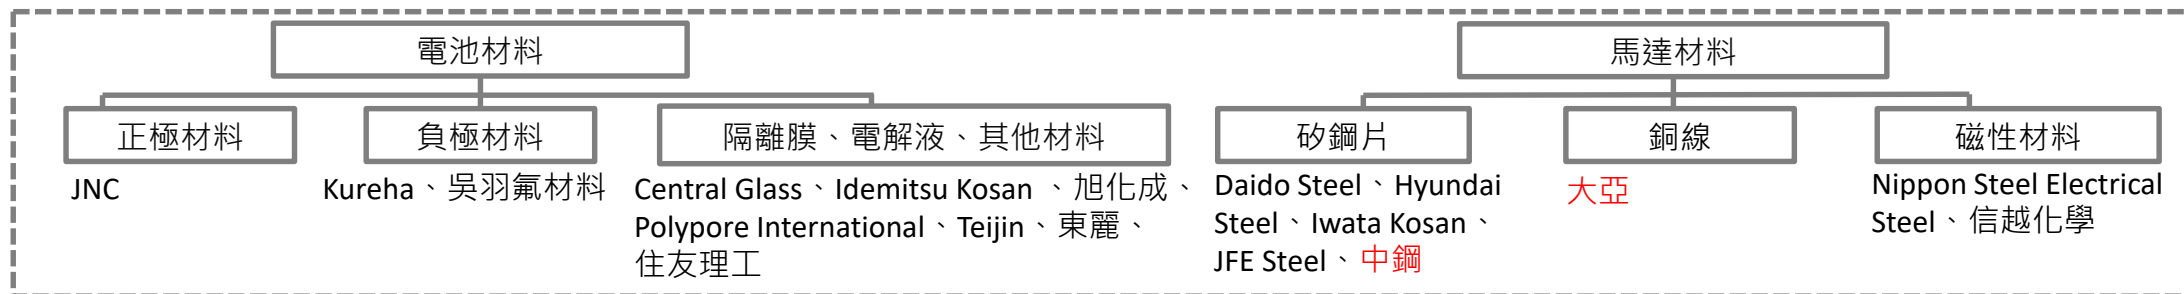 電池材料
馬達材料
正極材料
負極材料
隔離膜、電解液、其他材料
矽鋼片
銅線
磁性材料
JNC
Kureha、吳羽氟材料
Central Glass、Idemitsu Kosan 、旭化成、
Polypore International、Teijin、東麗、
住友理工
Daido Steel、Hyundai
Steel、Iwata Kosan、
JFE Steel、中鋼
大亞
Nippon Steel Electrical
Steel、信越化學